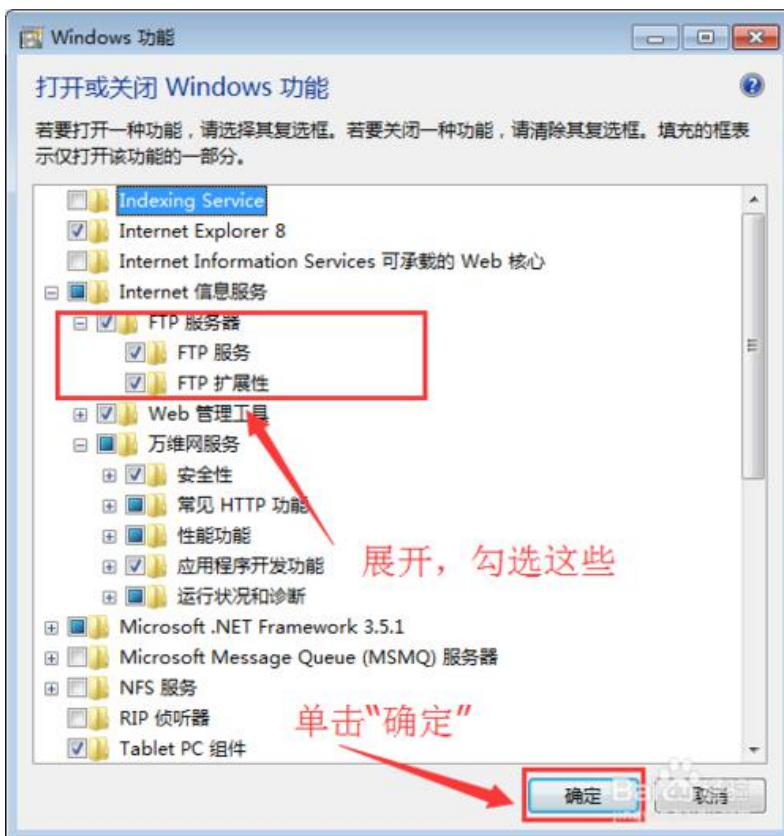 Windows 功能
打开或关闭 Windows 功能
若要打开一种功能，请选择其复选框。若要关闭一种功能，请清除其复选框。填充的框表
示仅打开该功能的一部分。
Indexing Service
Internet Explorer 8
Internet Information Services 可承载的 Web 核心
Internet 信息服务
FTP 服务器
FTP 服务
FTP 扩展性
Web 管理工具
万维网服务
安全性
常见 HTTP 功能
性能功能
应用程序开发功能
展开，勾选这些
运行状况和诊断
Microsoft .NET Framework 3.5.1
Microsoft Message Queue (MSMQ) 服务器
NFS 服务
RIP 侦听器
单击“确定”
Tablet PC 组件
确定
取消